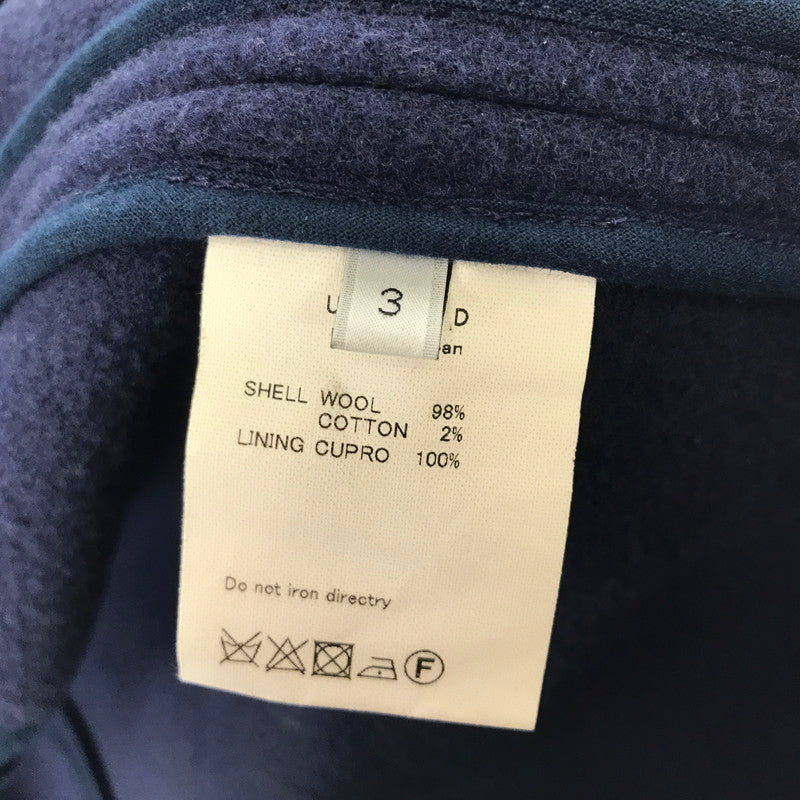 3
SHELL WOOL 98%
COTTON 2%
LINING CUPRO 100%
Do not iron directry
F